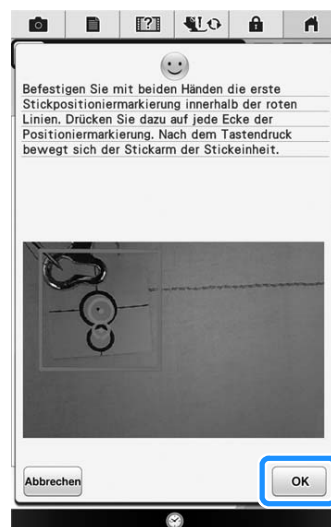 Befestigen Sie mit beiden Händen die erste
Stickpositioniermarkierung innerhalb der roten
Linien. Drücken Sie dazu auf jede Ecke der
Positioniermarkierung. Nach dem Tastendruck
bewegt sich der Stickarm der Stickeinheit.
Abbrechen
OK